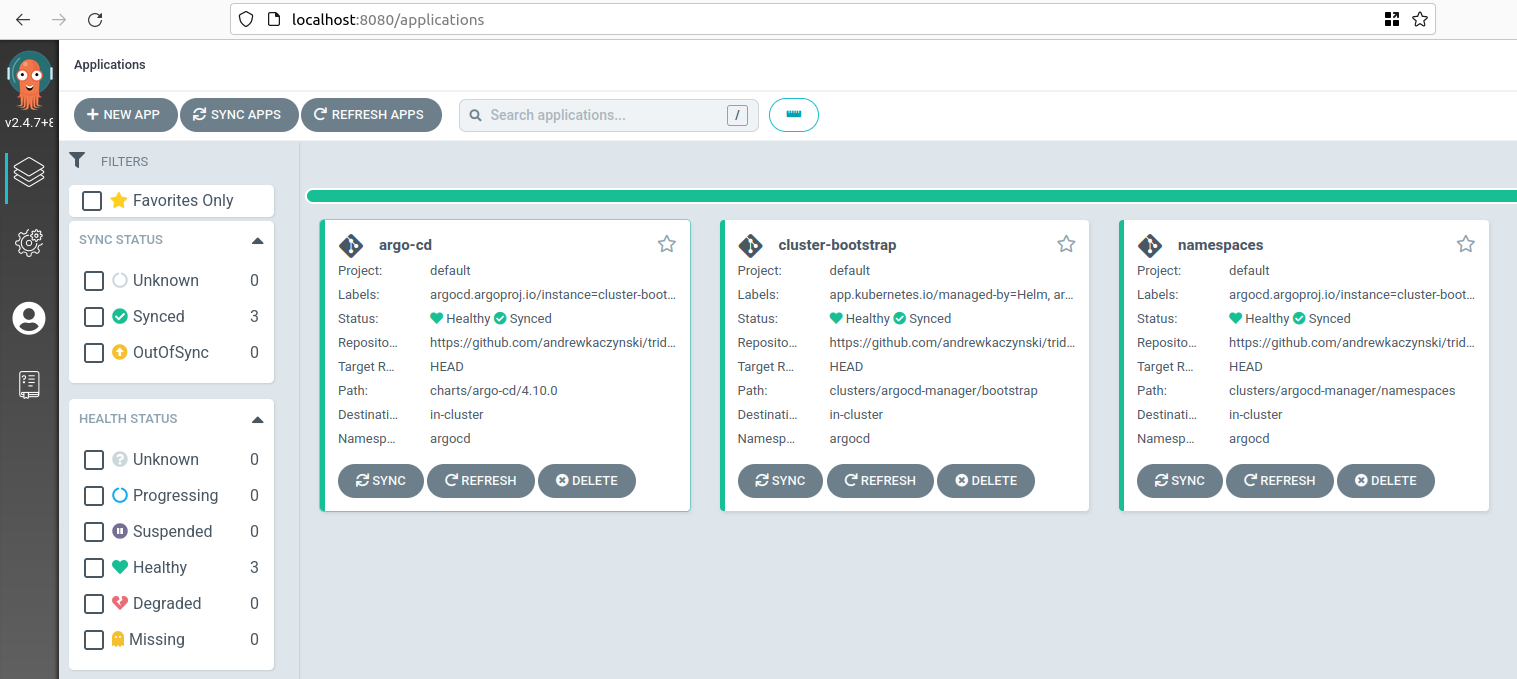 localhost:8080/applications
Applications
v2.4.7+8
NEW APP SYNC APPS REFRESH APPS Search applications... /
FILTERS
Favorites Only
SYNC STATUS
Unknown 0
Synced 3
OutOfSync 0
HEALTH STATUS
Unknown 0
Progressing 0
Suspended 0
Healthy 3
Degraded 0
Missing 0
argo-cd
Project: default
Labels: argocd.argoproj.io/instance=cluster-boot...
Status: Healthy Synced
Reposito... https://github.com/andrewkaczynski/trid...
Target R... HEAD
Path: charts/argo-cd/4.10.0
Destinati... in-cluster
Namesp... argocd
SYNC REFRESH DELETE
cluster-bootstrap
Project: default
Labels: app.kubernetes.io/managed-by=Helm, ar...
Status: Healthy Synced
Reposito... https://github.com/andrewkaczynski/trid...
Target R... HEAD
Path: clusters/argocd-manager/bootstrap
Destinati... in-cluster
Namesp... argocd
SYNC REFRESH DELETE
namespaces
Project: default
Labels: argocd.argoproj.io/instance=cluster-boot...
Status: Healthy Synced
Reposito... https://github.com/andrewkaczynski/trid...
Target R... HEAD
Path: clusters/argocd-manager/namespaces
Destinati... in-cluster
Namesp... argocd
SYNC REFRESH DELETE